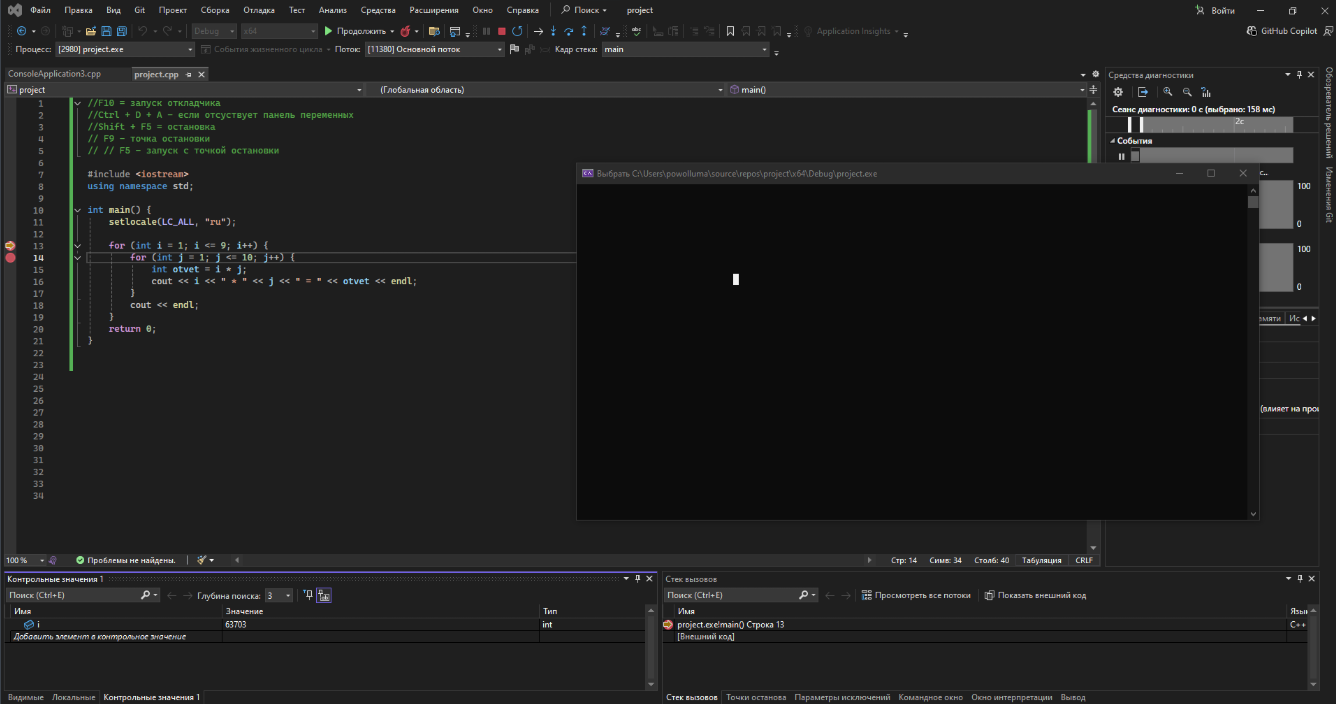 Файл Правка Вид Git Проект Сборка Отладка Тест Анализ Средства Расширения Окно Справка Поиск project Войти
Debug x64 Продолжить Application Insights GitHub Copilot
Процесс: [2980] project.exe События жизненного цикла Поток: [11380] Основной поток Кадр стека: main
ConsoleApplication3.cpp project.cpp
project (Глобальная область) main()
1 //F10 = запуск откладчика
2 //Ctrl + D + A - если отсуствует панель переменных
3 //Shift + F5 = остановка
4 // F9 - точка остановки
5 // // F5 - запуск с точкой остановки
6
7 #include <iostream>
8 using namespace std;
9
10 int main() {
11 setlocale(LC_ALL, "ru");
12
13 for (int i = 1; i <= 9; i++) {
14 for (int j = 1; j <= 10; j++) {
15 int otvet = i * j;
16 cout << i << " * " << j << " = " << otvet << endl;
17 }
18 cout << endl;
19 }
20 return 0;
21 }
22
23
24
25
26
27
28
29
30
31
32
33
34
Выбрать C:\Users\powolluma\source\repos\project\x64\Debug\project.exe
Средства диагностики
Сеанс диагностики: 0 с (выбрано: 158 мс)
2с
События
с...
100
0
100
0
емяти Ис
(влияет на прои
Обозреватель решений
Изменения Git
100 % Проблемы не найдены. Стр: 14 Симв: 34 Столб: 40 Табуляция CRLF
Контрольные значения 1
Поиск (Ctrl+E) Глубина поиска: 3
Имя Значение Тип
i 63703 int
Добавить элемент в контрольное значение
Видимые Локальные Контрольные значения 1
Стек вызовов
Поиск (Ctrl+E) Просмотреть все потоки Показать внешний код
Имя Язы
project.exe!main() Строка 13 C++
[Внешний код]
Стек вызовов Точки останова Параметры исключений Командное окно Окно интерпретации Вывод